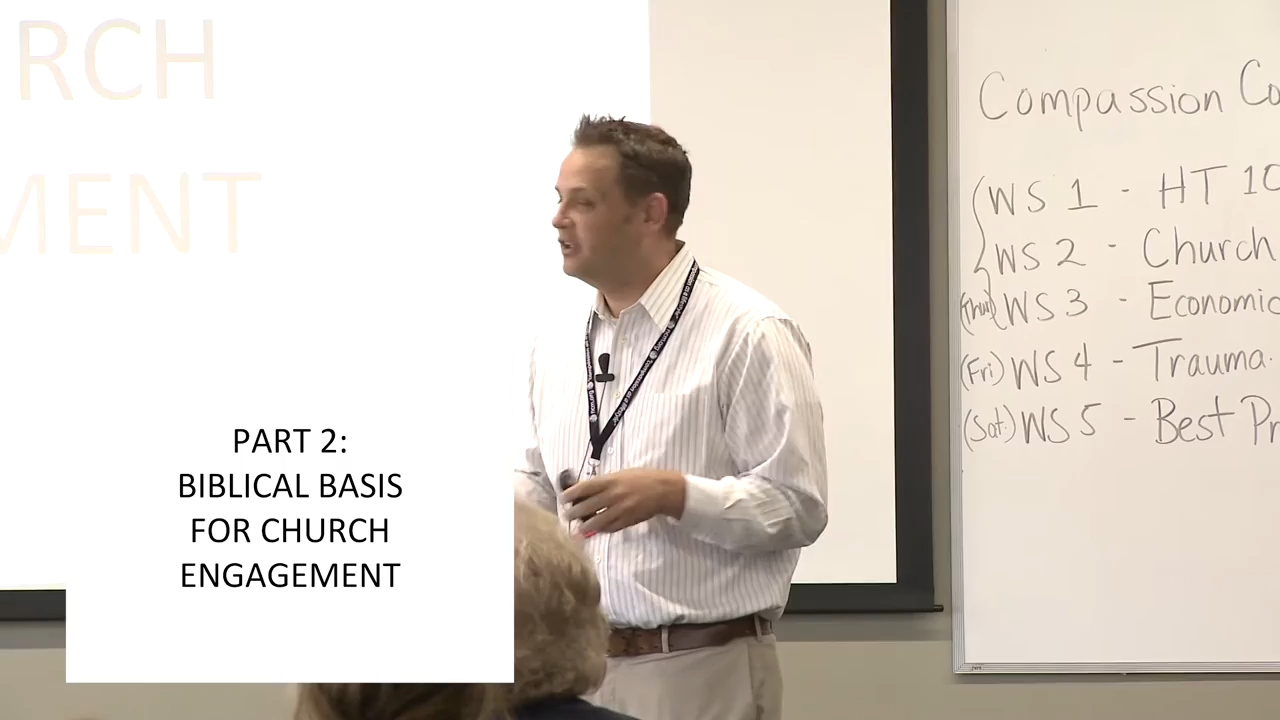 RCH
MENT
PART 2:
BIBLICAL BASIS
FOR CHURCH
ENGAGEMENT
Compassion Co
WS 1 - HT 10
WS 2 - Church
(Thur) WS 3 - Economic
(Fri) WS 4 - Trauma
(Sat.) WS 5 - Best Pr